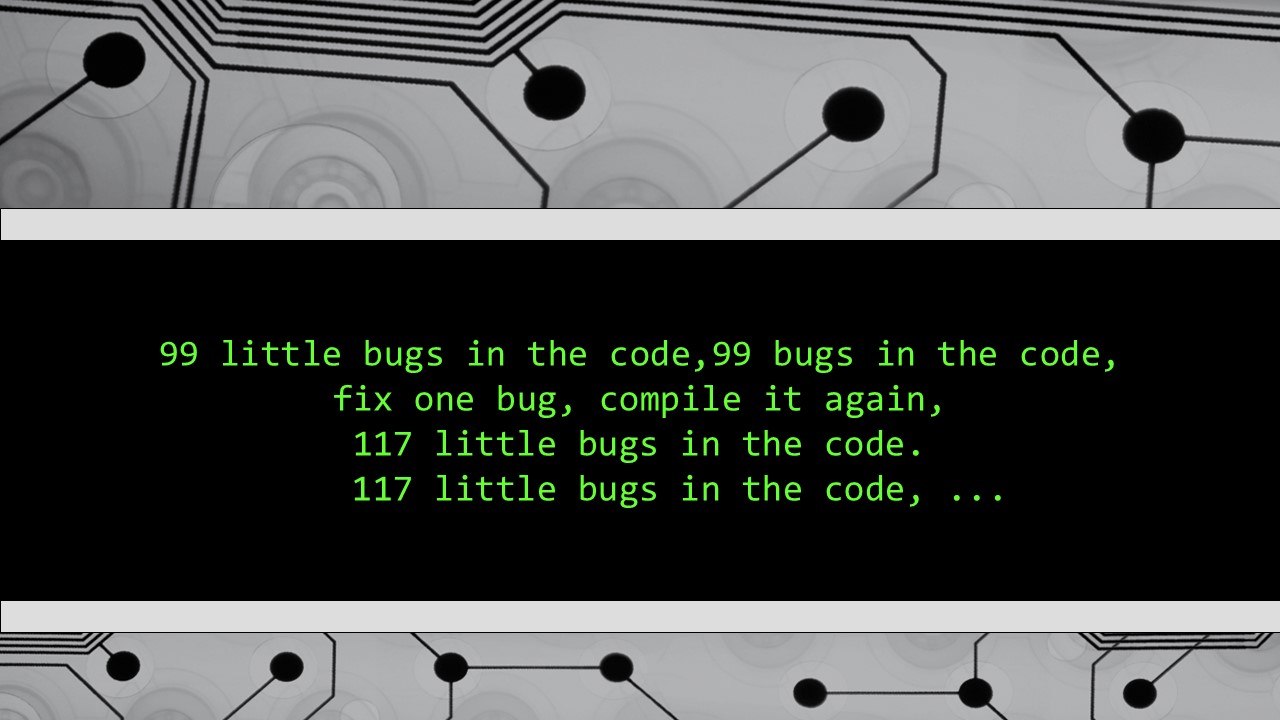 99 little bugs in the code,99 bugs in the code,
fix one bug, compile it again,
117 little bugs in the code.
117 little bugs in the code, ...